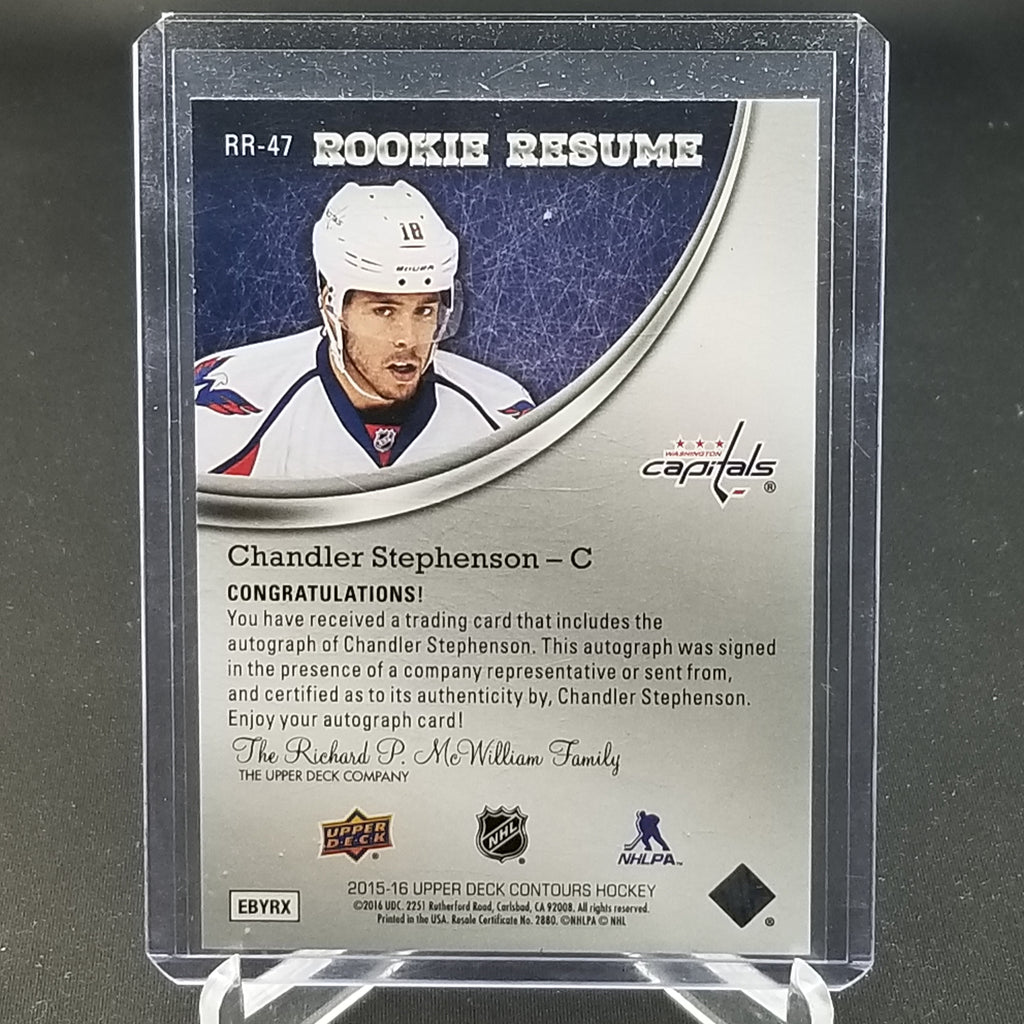 RR-47 ROOKIE RESUME
18
BAUER
WASHINGTON
capitals®
Chandler Stephenson – C
CONGRATULATIONS!
You have received a trading card that includes the
autograph of Chandler Stephenson. This autograph was signed
in the presence of a company representative or sent from,
and certified as to its authenticity by, Chandler Stephenson.
Enjoy your autograph card!
The Richard P. McWilliam Family
THE UPPER DECK COMPANY
UPPER
D·E·C·K ®
NHL ®
NHLPA™
2015-16 UPPER DECK CONTOURS HOCKEY
©2016 UDC. 2251 Rutherford Road, Carlsbad, CA 92008. All rights reserved.
Printed in the USA. Resale Certificate No. 2880. ©NHLPA © NHL
EBYRX
®